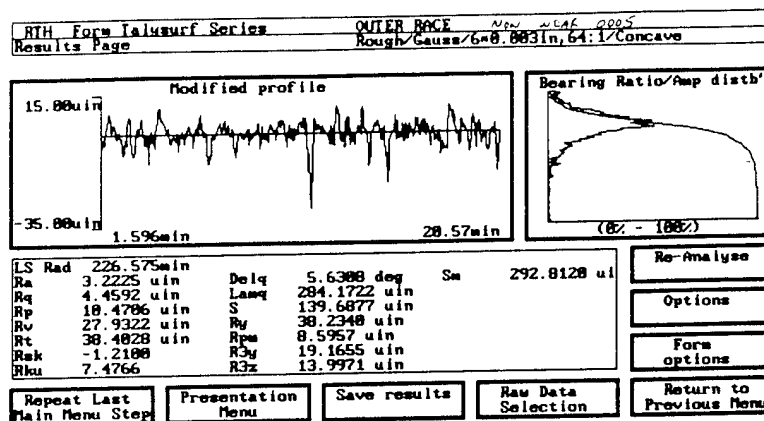 RTH Form Talysurf Series OUTER RACE Non
Results Page Rough/Gauss/6*0.003in,64:1/Concave
Modified profile
Bearing Ratio/Amp distb'
15.00uin
-35.00uin
1.596min 20.57min
(0% - 100%)
LS Rad 226.575min
Ra 3.2225 uin Delq 5.6308 deg Sm 292.8120 ui
Rq 4.4592 uin Lamq 284.1722 uin
Rp 10.4706 uin S 139.6877 uin
Rv 27.9322 uin Ry 38.2340 uin
Rt 38.4028 uin Rpm 8.5957 uin
Rsk -1.2100 R3y 19.1655 uin
Rku 7.4766 R3z 13.9971 uin
Re-Analyse
Options
Form
options
Repeat Last
Main Menu Step
Presentation
Menu
Save results
Raw Data
Selection
Return to
Previous Menu